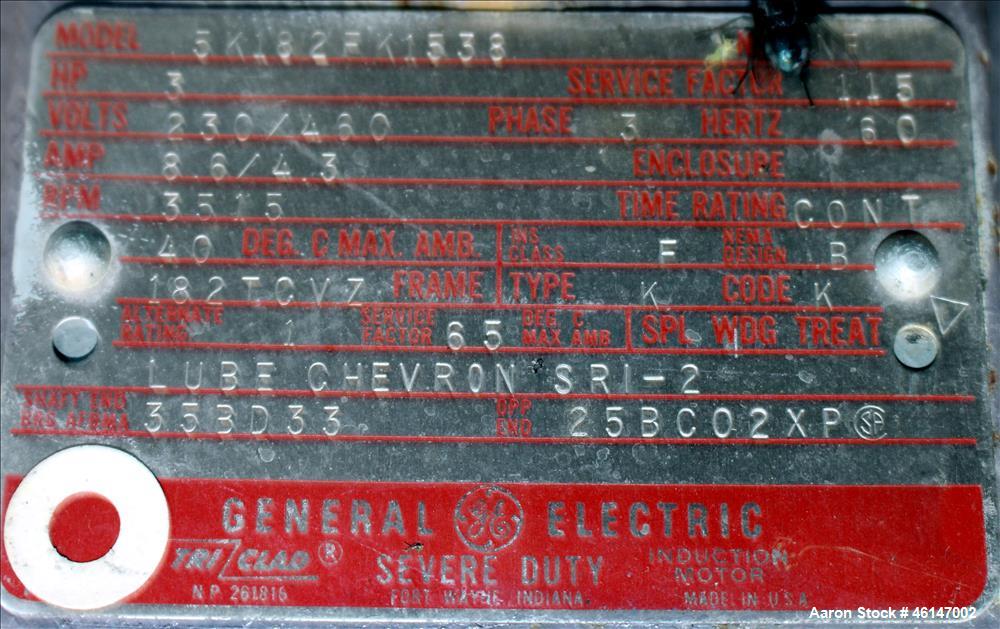 MODEL 5K182FK1538
HP 3 SERVICE FACTOR 1.15
VOLTS 230/460 PHASE 3 HERTZ 60
AMP 8.6/4.3 ENCLOSURE
RPM 3515 TIME RATING CONT
40 DEG. C MAX. AMB. INS CLASS F NEMA DESIGN B
182TCVZ FRAME TYPE K CODE K
ALTERNATE RATING 1 SERVICE FACTOR 65 DEG C MAX AMB SPL WDG TREAT
LUBE CHEVRON SRI-2
SHAFT END BRG AFBMA 35BD33 OPP END 25BC02XP SA
GENERAL GE ELECTRIC
TRI CLAD ® SEVERE DUTY INDUCTION MOTOR
N P 261816 FORT WAYNE, INDIANA. MADE IN U.S.A.
Aaron Stock # 46147002